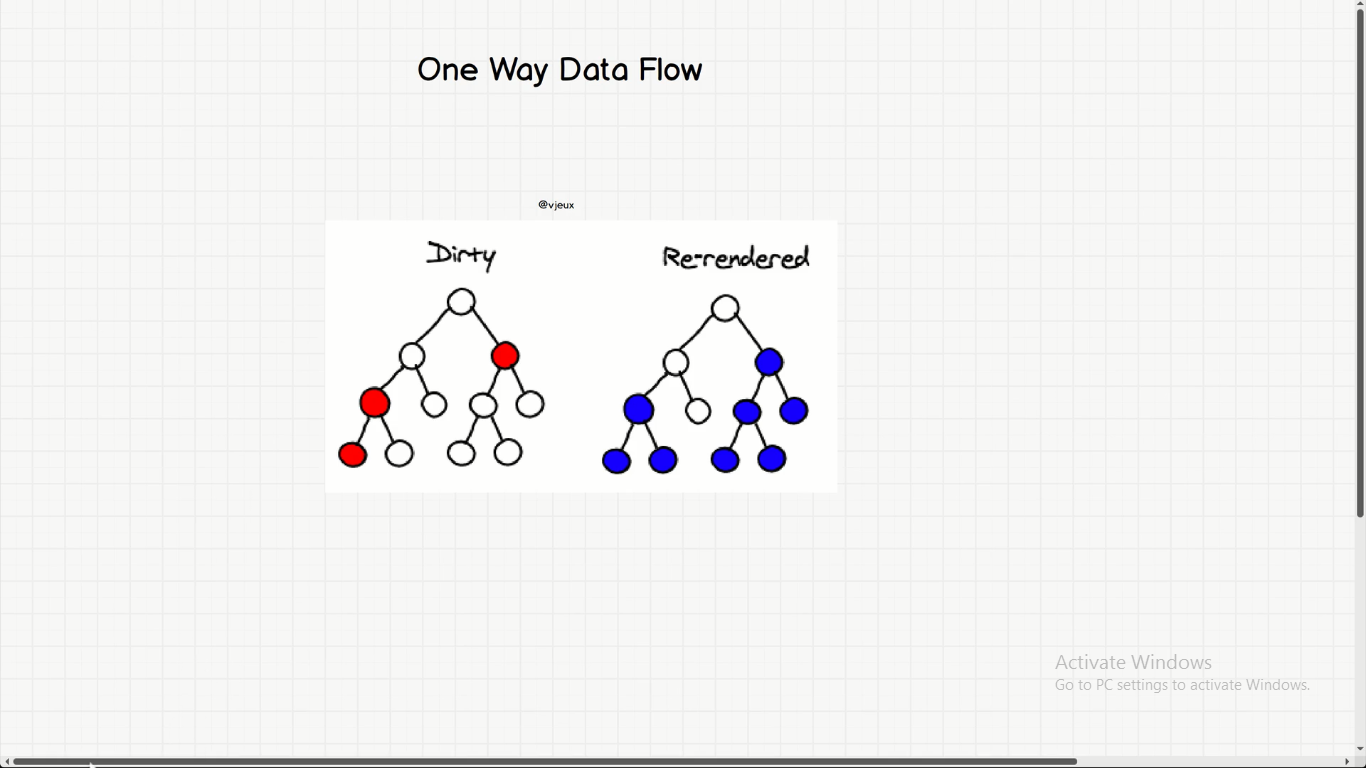 One Way Data Flow
@vjeux
Dirty
Re-rendered
Activate Windows
Go to PC settings to activate Windows.